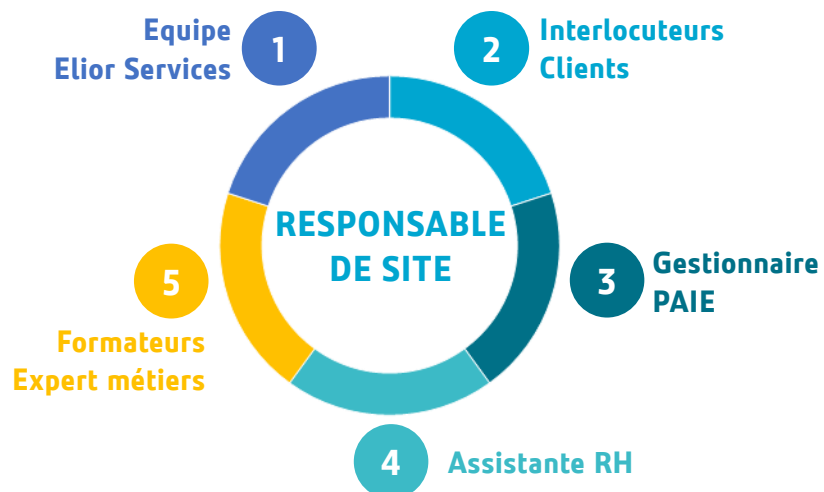 Equipe
Elior Services
1
2
Interlocuteurs
Clients
RESPONSABLE
DE SITE
3
Gestionnaire
PAIE
5
Formateurs
Expert métiers
4
Assistante RH